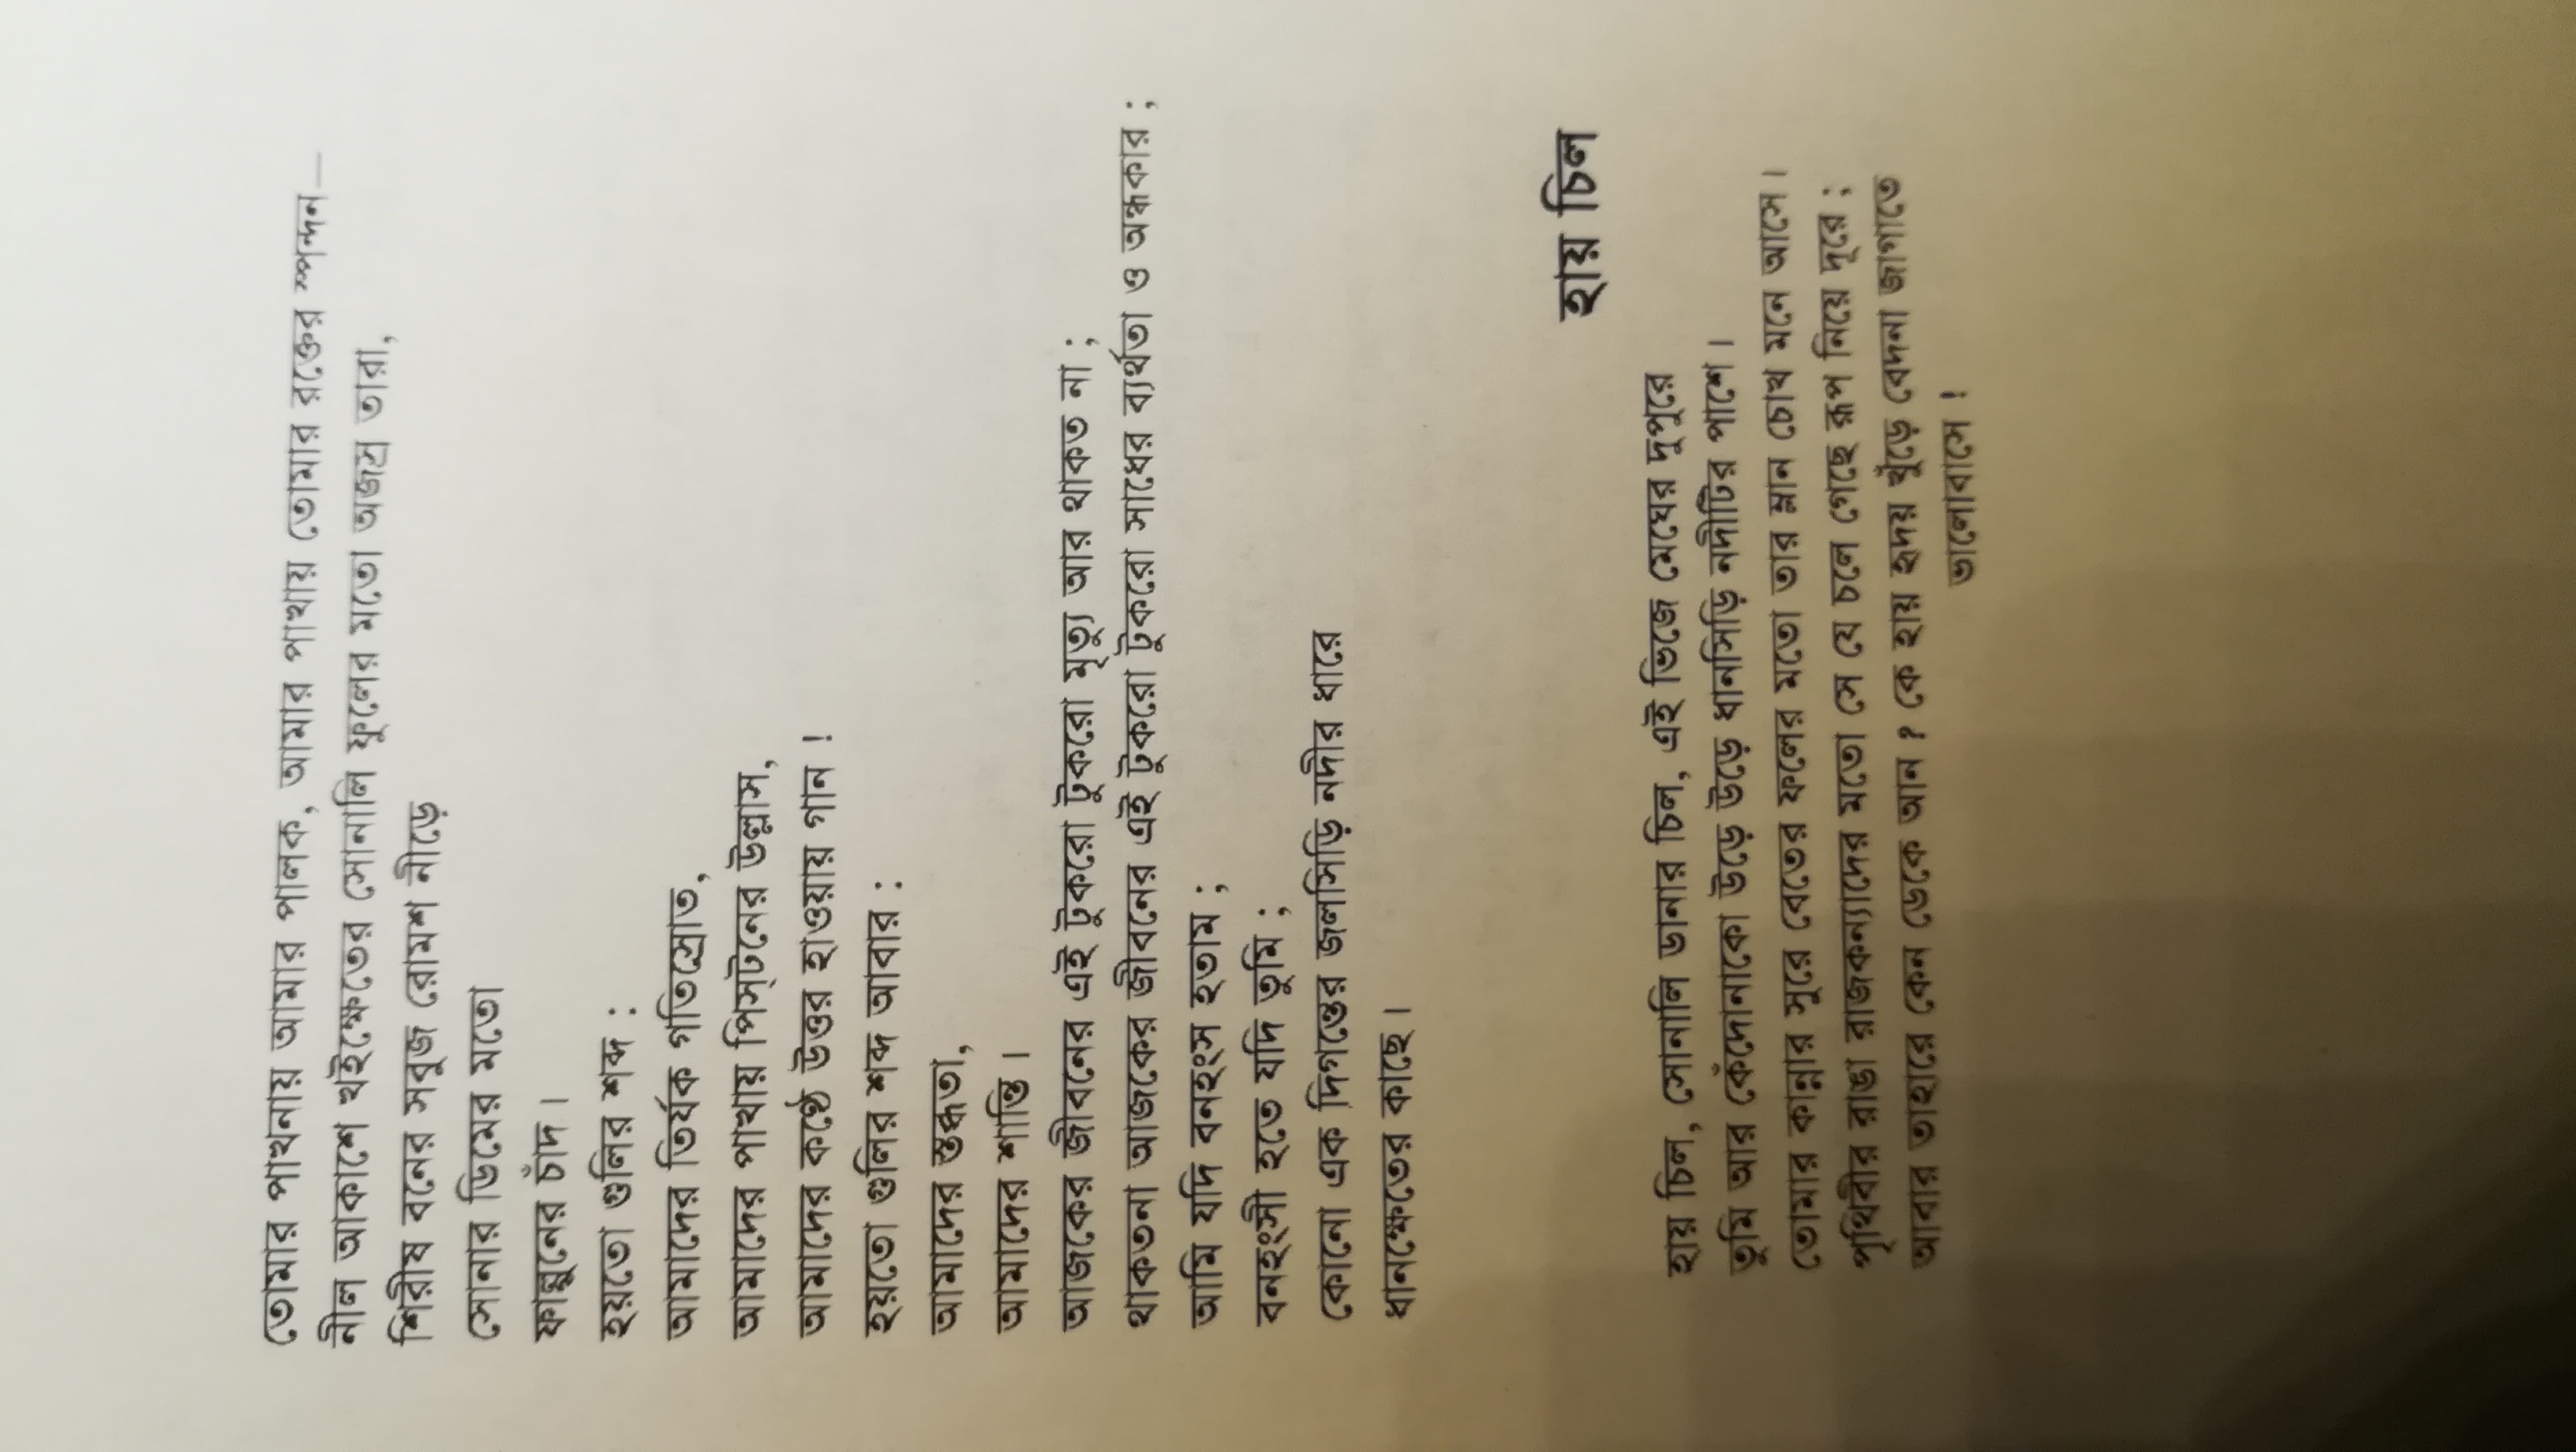 তোমার পাখনায় আমার পালক, আমার পাখায় তোমার রক্তের স্পন্দন—
নীল আকাশে খইক্ষেতের সোনালি ফুলের মতো অজস্র তারা,
শিরীষ বনের সবুজ রোমশ নীড়ে
সোনার ডিমের মতো
ফাল্গুনের চাঁদ।
হয়তো গুলির শব্দ :
আমাদের তির্যক গতিস্রোত,
আমাদের পাখায় পিস্‌টনের উল্লাস,
আমাদের কণ্ঠে উত্তর হাওয়ায় গান !
হয়তো গুলির শব্দ আবার :
আমাদের স্তব্ধতা,
আমাদের শান্তি।
আজকের জীবনের এই টুকরো টুকরো মৃত্যু আর থাকত না ;
থাকতনা আজকের জীবনের এই টুকরো টুকরো সাধের ব্যর্থতা ও অন্ধকার ;
আমি যদি বনহংস হতাম ;
বনহংসী হতে যদি তুমি ;
কোনো এক দিগন্তের জলসিড়ি নদীর ধারে
ধানক্ষেতের কাছে।
হায় চিল
হায় চিল, সোনালি ডানার চিল, এই ভিজে মেঘের দুপুরে
তুমি আর কেঁদোনাকো উড়ে উড়ে ধানসিড়ি নদীটির পাশে।
তোমার কান্নার সুরে বেতের ফলের মতো তার ম্লান চোখ মনে আসে।
পৃথিবীর রাঙা রাজকন্যাদের মতো সে যে চলে গেছে রূপ নিয়ে দূরে ;
আবার তাহারে কেন ডেকে আন ? কে হায় হৃদয় খুঁড়ে বেদনা জাগাতে
ভালোবাসে !